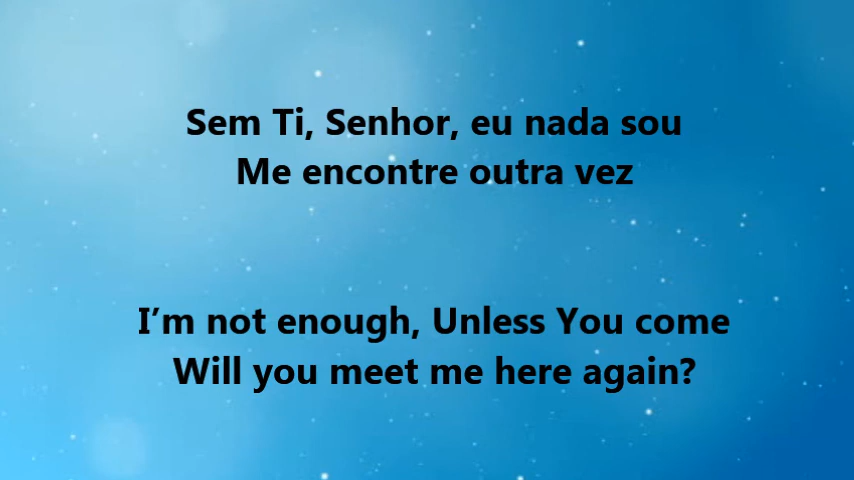 Sem Ti, Senhor, eu nada sou
Me encontre outra vez
I’m not enough, Unless You come
Will you meet me here again?